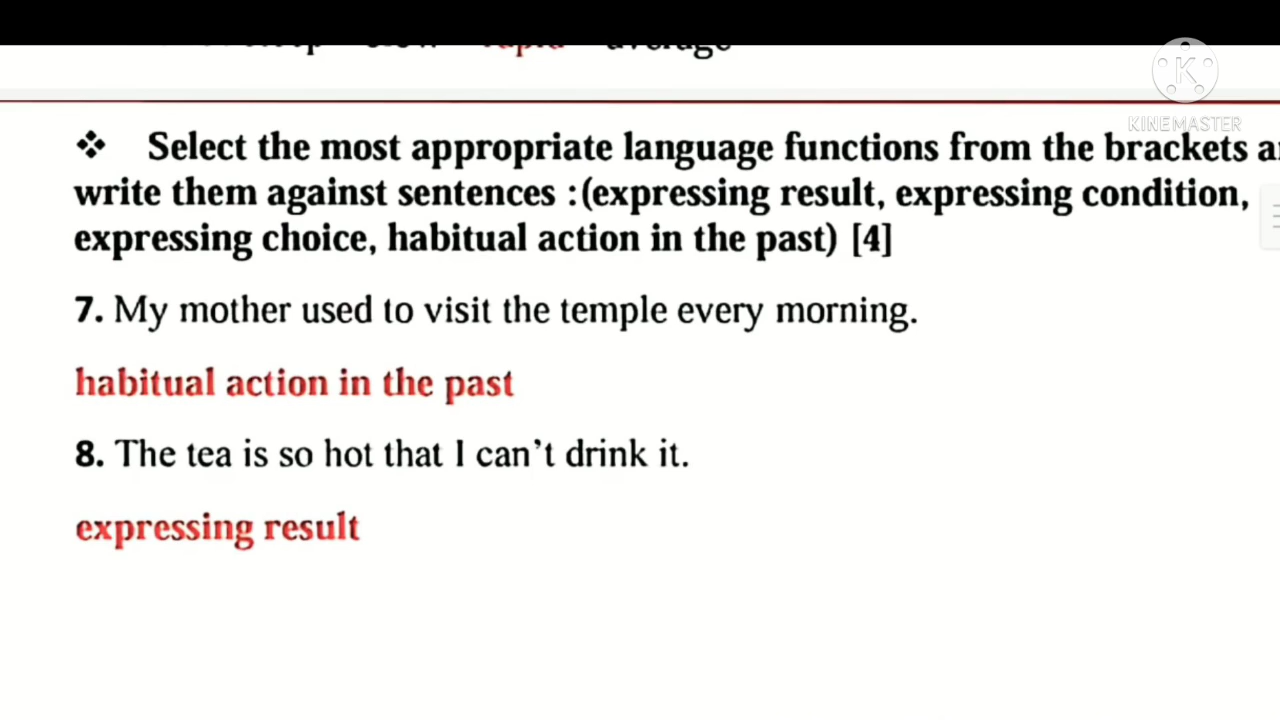 average
K
KINEMASTER
❖ Select the most appropriate language functions from the brackets
write them against sentences :(expressing result, expressing condition,
expressing choice, habitual action in the past) [4]
7. My mother used to visit the temple every morning.
habitual action in the past
8. The tea is so hot that I can't drink it.
expressing result